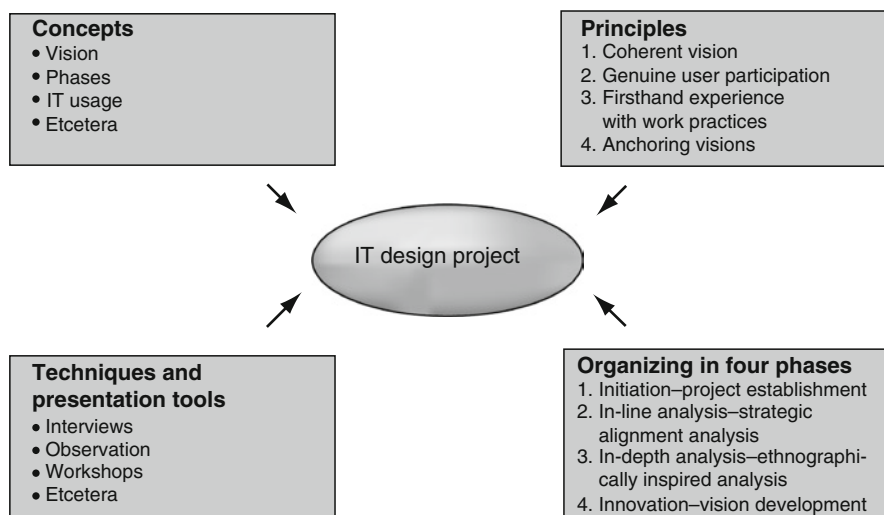 Concepts
• Vision
• Phases
• IT usage
• Etcetera
Principles
1. Coherent vision
2. Genuine user participation
3. Firsthand experience
with work practices
4. Anchoring visions
IT design project
Techniques and
presentation tools
• Interviews
• Observation
• Workshops
• Etcetera
Organizing in four phases
1. Initiation–project establishment
2. In-line analysis–strategic
alignment analysis
3. In-depth analysis–ethnographi-
cally inspired analysis
4. Innovation–vision development